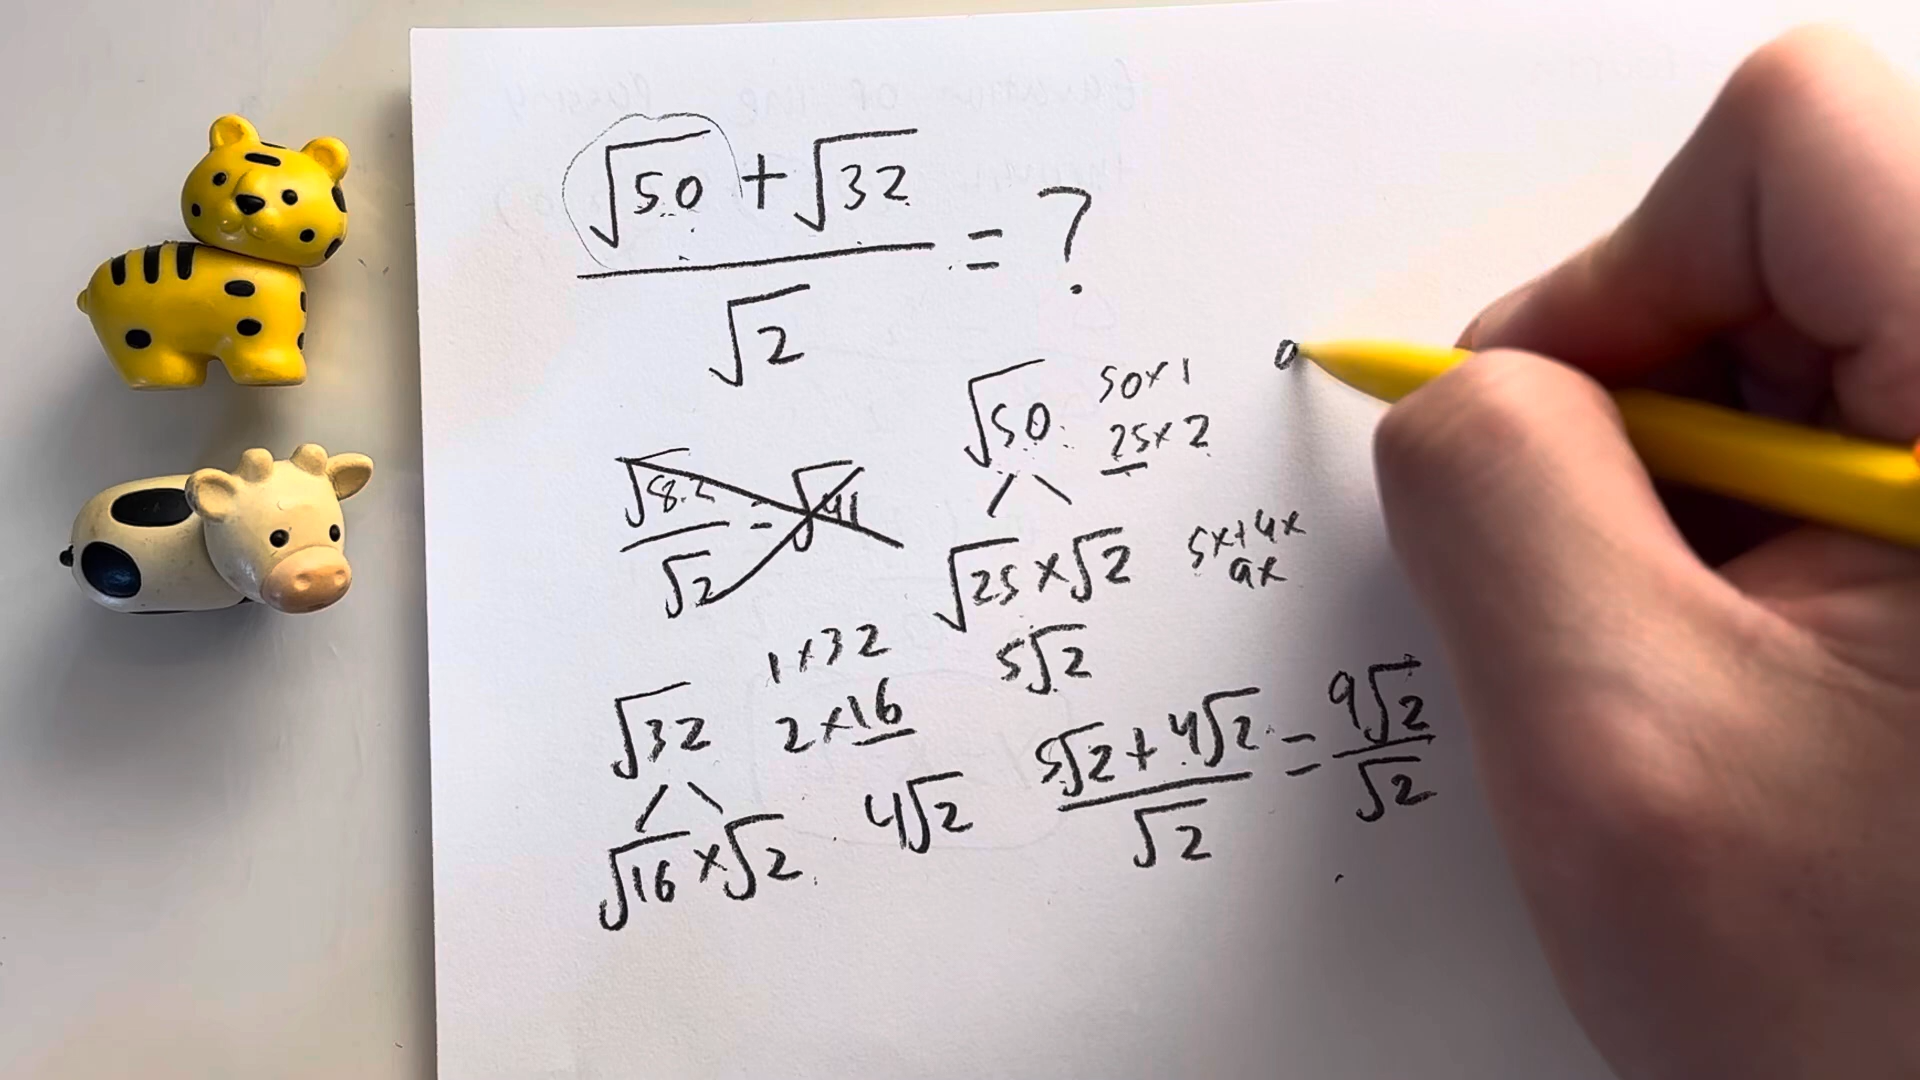 √50 + √32
= ?
√2
√50
50×1
25×2
√8.2
√2
= √41
√25 × √2
5x+4x
9x
5√2
√32
1×32
2×16
√16 × √2
4√2
5√2 + 4√2
√2
=
9√2
√2